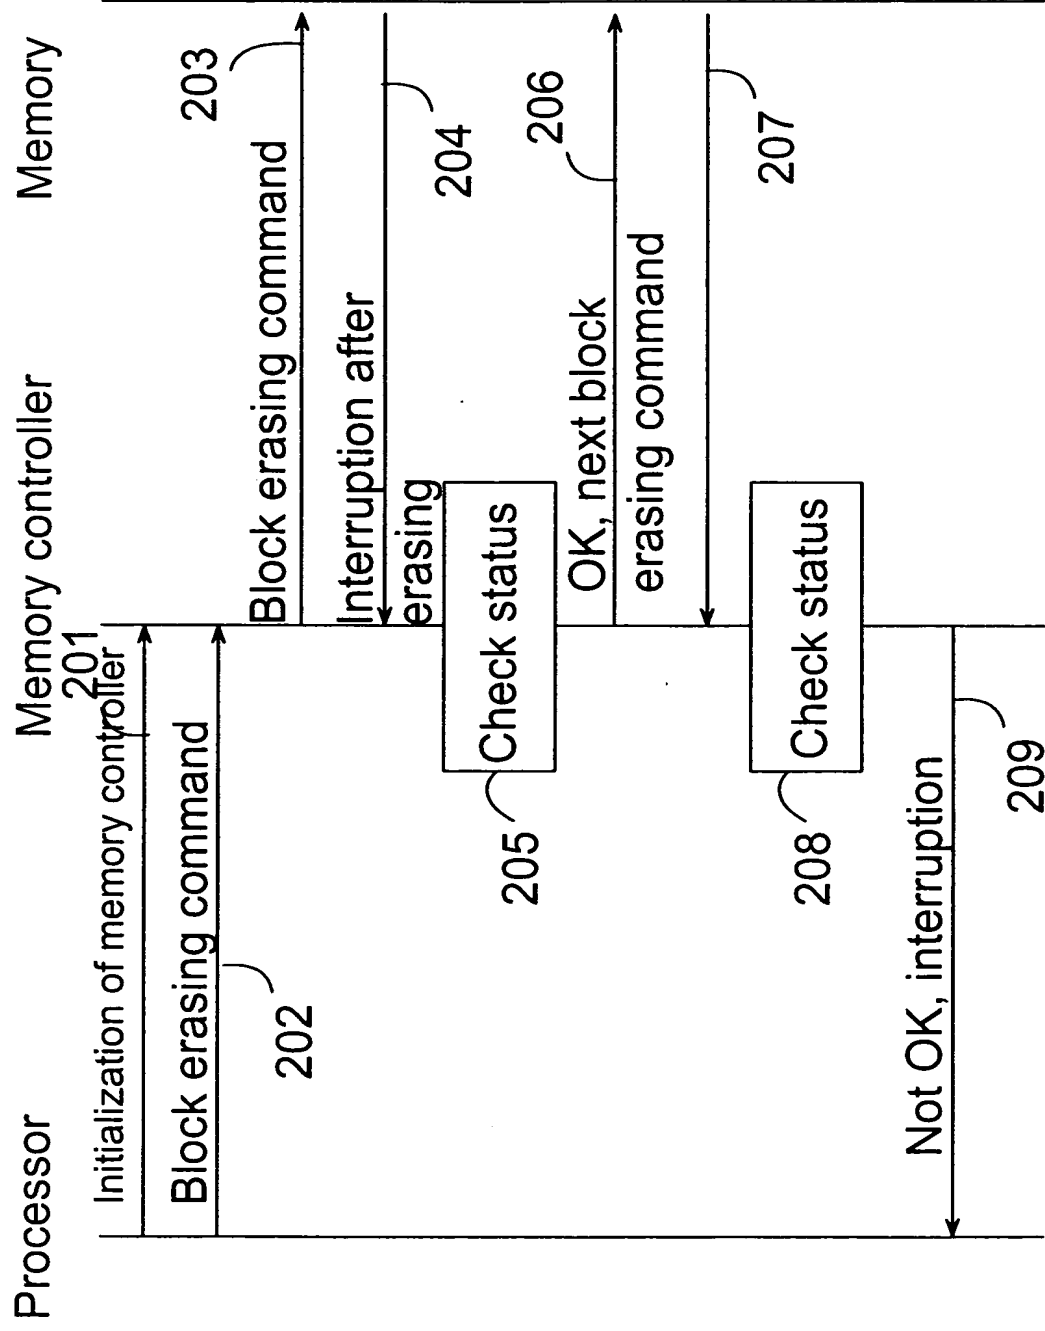 Processor
Memory controller
Memory
201
Initialization of memory controller
Block erasing command
202
203
Block erasing command
Interruption after
erasing
204
Check status
205
206
OK, next block
erasing command
207
Check status
208
Not OK, interruption
209